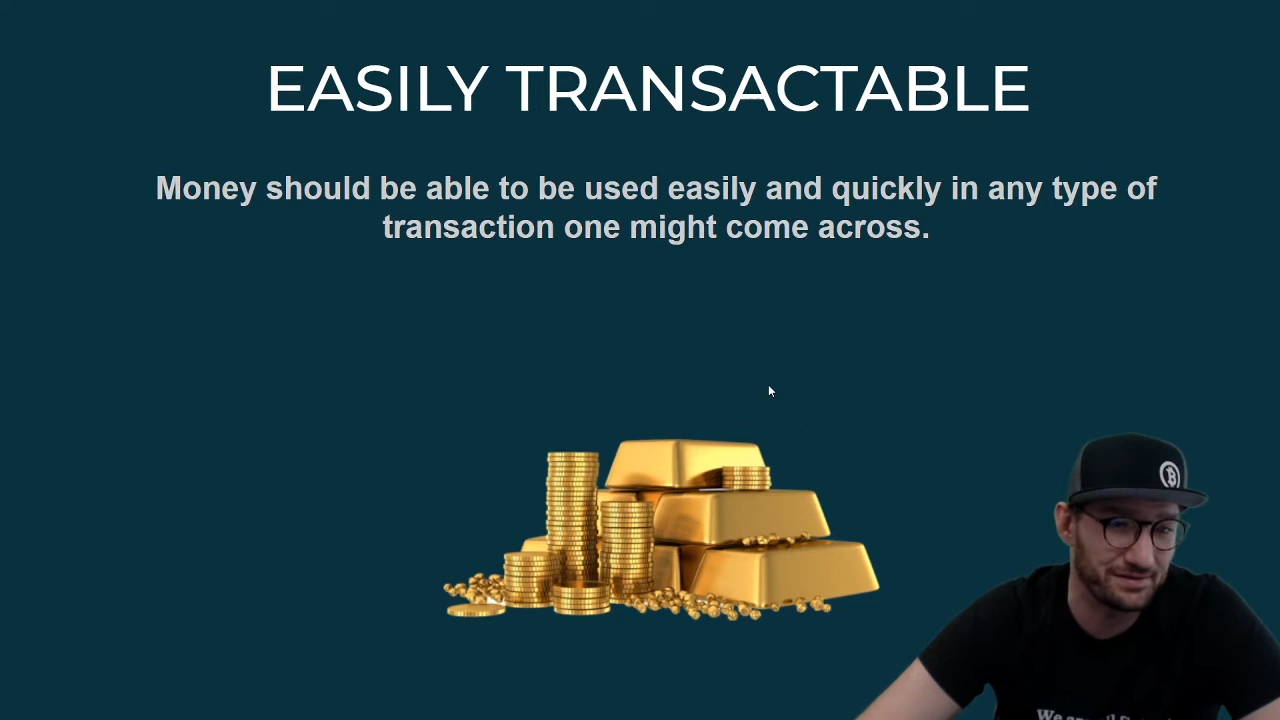 EASILY TRANSACTABLE
Money should be able to be used easily and quickly in any type of
transaction one might come across.
We